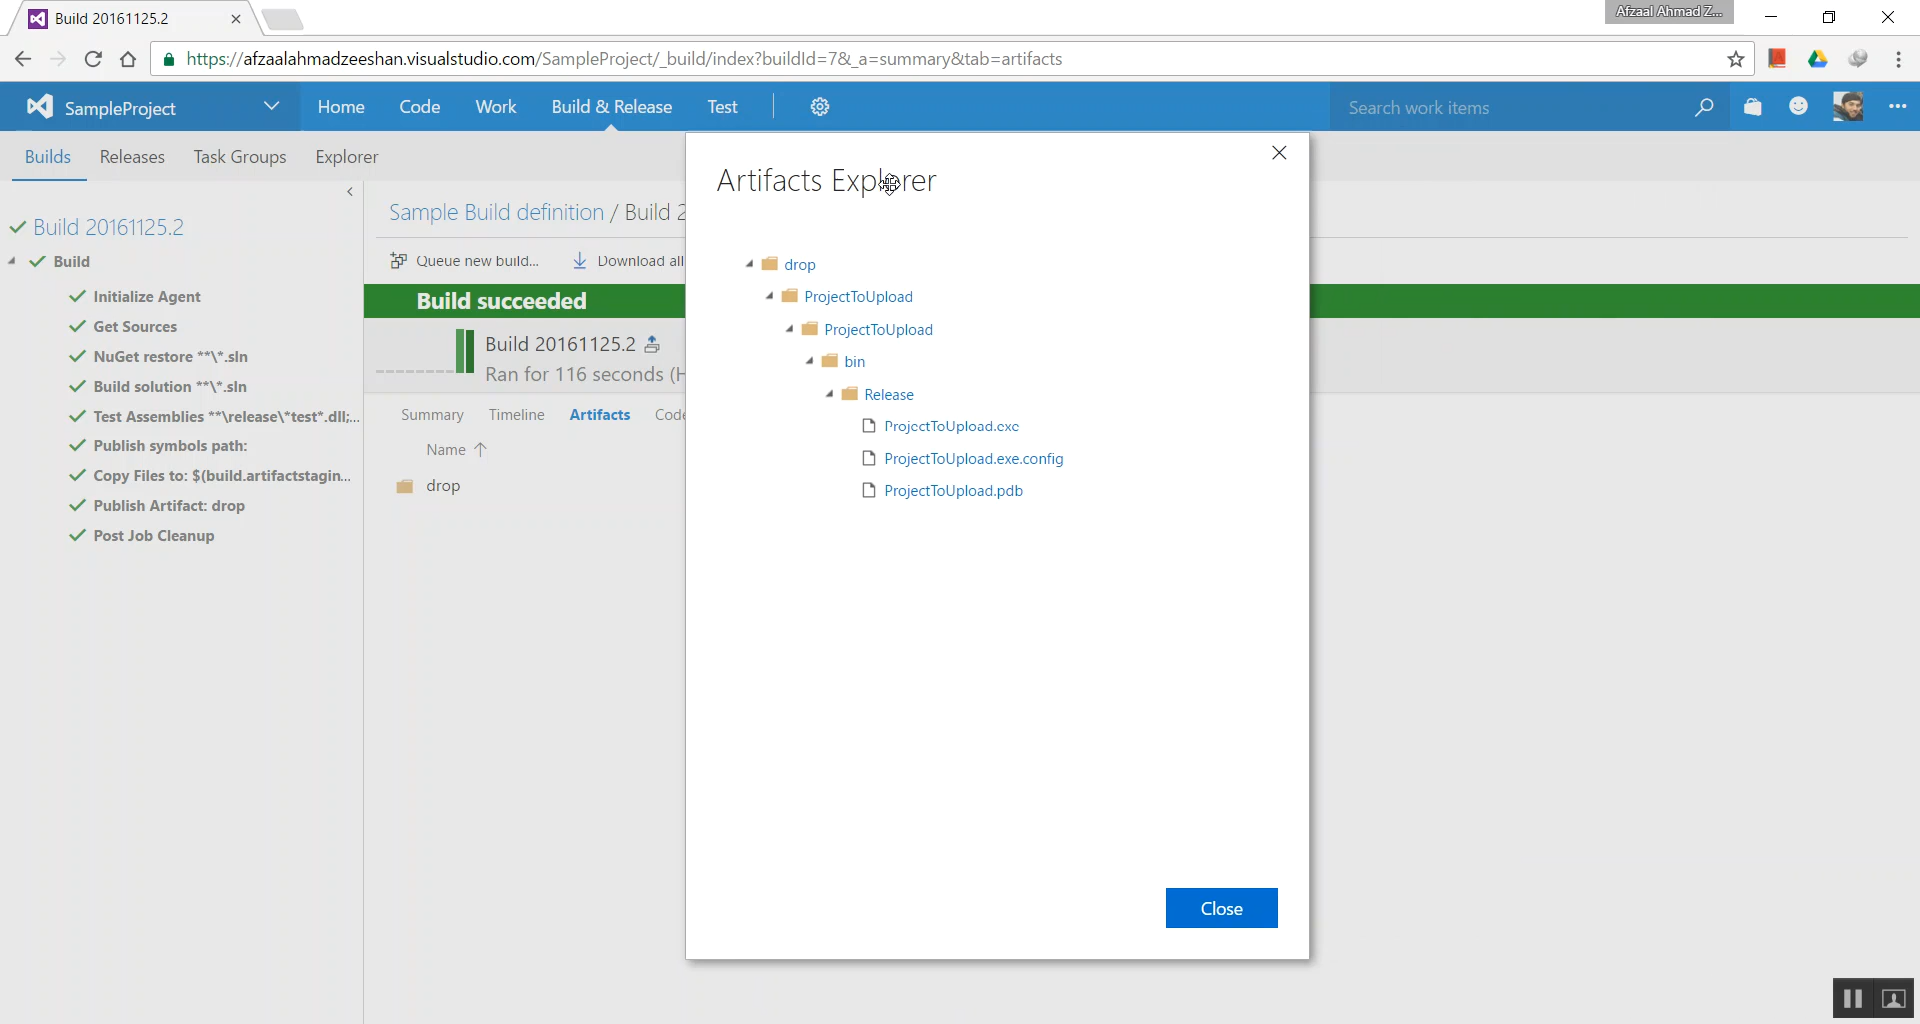 Build 20161125.2
Afzaal Ahmad Z...
https://afzaalahmadzeeshan.visualstudio.com/SampleProject/_build/index?buildId=7&_a=summary&tab=artifacts
SampleProject
Home Code Work Build & Release Test
Search work items
Builds Releases Task Groups Explorer
Artifacts Explorer
Build 20161125.2
Build
Initialize Agent
Get Sources
NuGet restore **\*.sln
Build solution **\*.sln
Test Assemblies **\release\*test*.dll;...
Publish symbols path:
Copy Files to: $(build.artifactstagin...
Publish Artifact: drop
Post Job Cleanup
Sample Build definition / Build 2
Queue new build... Download all
Build succeeded
Build 20161125.2
Ran for 116 seconds (H
Summary Timeline Artifacts Code
Name
drop
drop
ProjectToUpload
ProjectToUpload
bin
Release
ProjectToUpload.exe
ProjectToUpload.exe.config
ProjectToUpload.pdb
Close